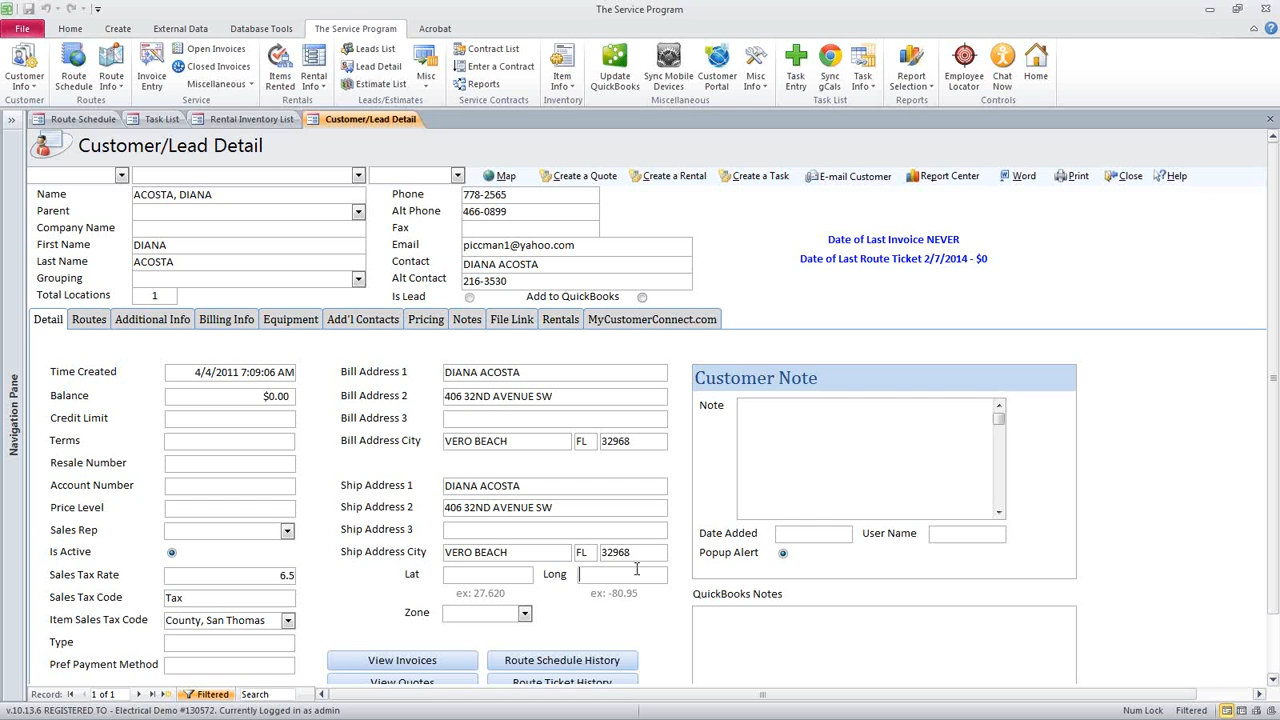 The Service Program
File Home Create External Data Database Tools The Service Program Acrobat
Customer Info
Route Schedule
Route Info
Invoice Entry
Open Invoices
Closed Invoices
Miscellaneous
Items Rented
Rental Info
Leads List
Lead Detail
Estimate List
Misc
Contract List
Enter a Contract
Reports
Item Info
Update QuickBooks
Sync Mobile Devices
Customer Portal
Misc Info
Task Entry
Sync gCals
Task Info
Report Selection
Employee Locator
Chat Now
Home
Customer Routes Service Rentals Leads/Estimates Service Contracts Inventory Miscellaneous Task List Reports Controls
Route Schedule Task List Rental Inventory List Customer/Lead Detail
Customer/Lead Detail
Map Create a Quote Create a Rental Create a Task E-mail Customer Report Center Word Print Close Help
Name ACOSTA, DIANA Phone 778-2565
Parent Alt Phone 466-0899
Company Name Fax
First Name DIANA Email piccman1@yahoo.com
Last Name ACOSTA Contact DIANA ACOSTA
Grouping Alt Contact 216-3530
Total Locations 1 Is Lead Add to QuickBooks
Date of Last Invoice NEVER
Date of Last Route Ticket 2/7/2014 - $0
Detail Routes Additional Info Billing Info Equipment Add'l Contacts Pricing Notes File Link Rentals MyCustomerConnect.com
Navigation Pane
Time Created 4/4/2011 7:09:06 AM
Balance $0.00
Credit Limit
Terms
Resale Number
Account Number
Price Level
Sales Rep
Is Active
Sales Tax Rate 6.5
Sales Tax Code Tax
Item Sales Tax Code County, San Thomas
Type
Pref Payment Method
Bill Address 1 DIANA ACOSTA
Bill Address 2 406 32ND AVENUE SW
Bill Address 3
Bill Address City VERO BEACH FL 32968
Ship Address 1 DIANA ACOSTA
Ship Address 2 406 32ND AVENUE SW
Ship Address 3
Ship Address City VERO BEACH FL 32968
Lat Long
ex: 27.620 ex: -80.95
Zone
View Invoices Route Schedule History
View Quotes Route Ticket History
Customer Note
Note
Date Added User Name
Popup Alert
QuickBooks Notes
Record: 1 of 1 Filtered Search
v.10.13.6 REGISTERED TO - Electrical Demo #130572. Currently Logged in as admin Num Lock Filtered